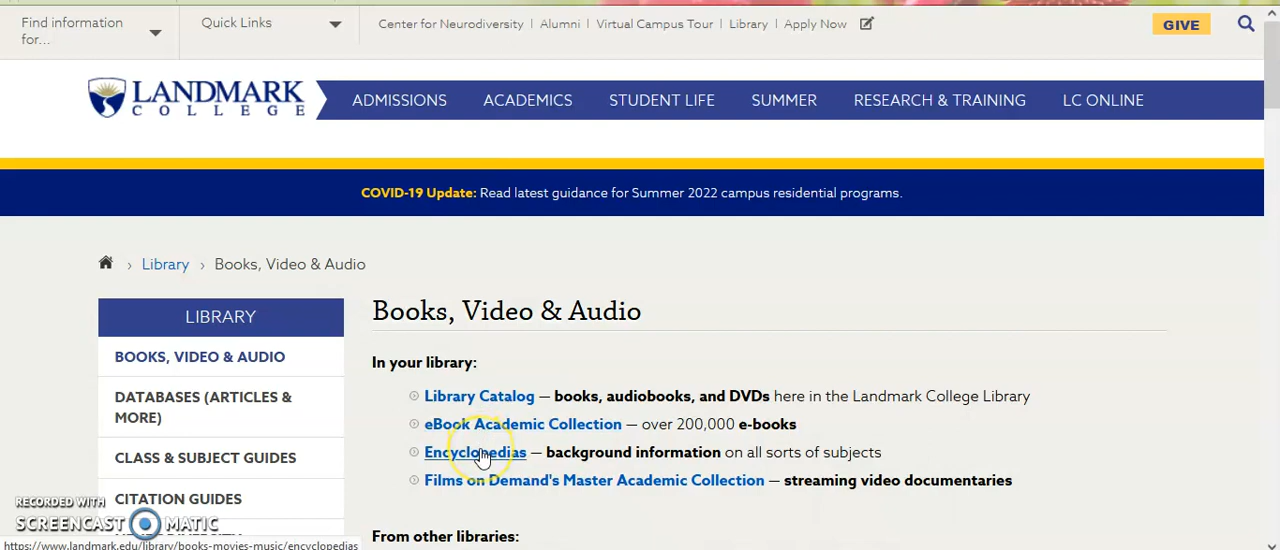 Find information for...
Quick Links
Center for Neurodiversity | Alumni | Virtual Campus Tour | Library | Apply Now
GIVE
LANDMARK COLLEGE
ADMISSIONS ACADEMICS STUDENT LIFE SUMMER RESEARCH & TRAINING LC ONLINE
COVID-19 Update: Read latest guidance for Summer 2022 campus residential programs.
› Library › Books, Video & Audio
LIBRARY
BOOKS, VIDEO & AUDIO
DATABASES (ARTICLES &
MORE)
CLASS & SUBJECT GUIDES
CITATION GUIDES
Books, Video & Audio
In your library:
Library Catalog — books, audiobooks, and DVDs here in the Landmark College Library
eBook Academic Collection — over 200,000 e-books
Encyclopedias — background information on all sorts of subjects
Films on Demand's Master Academic Collection — streaming video documentaries
From other libraries:
RECORDED WITH
SCREENCAST MATIC
https://www.landmark.edu/library/books-movies-music/encyclopedias